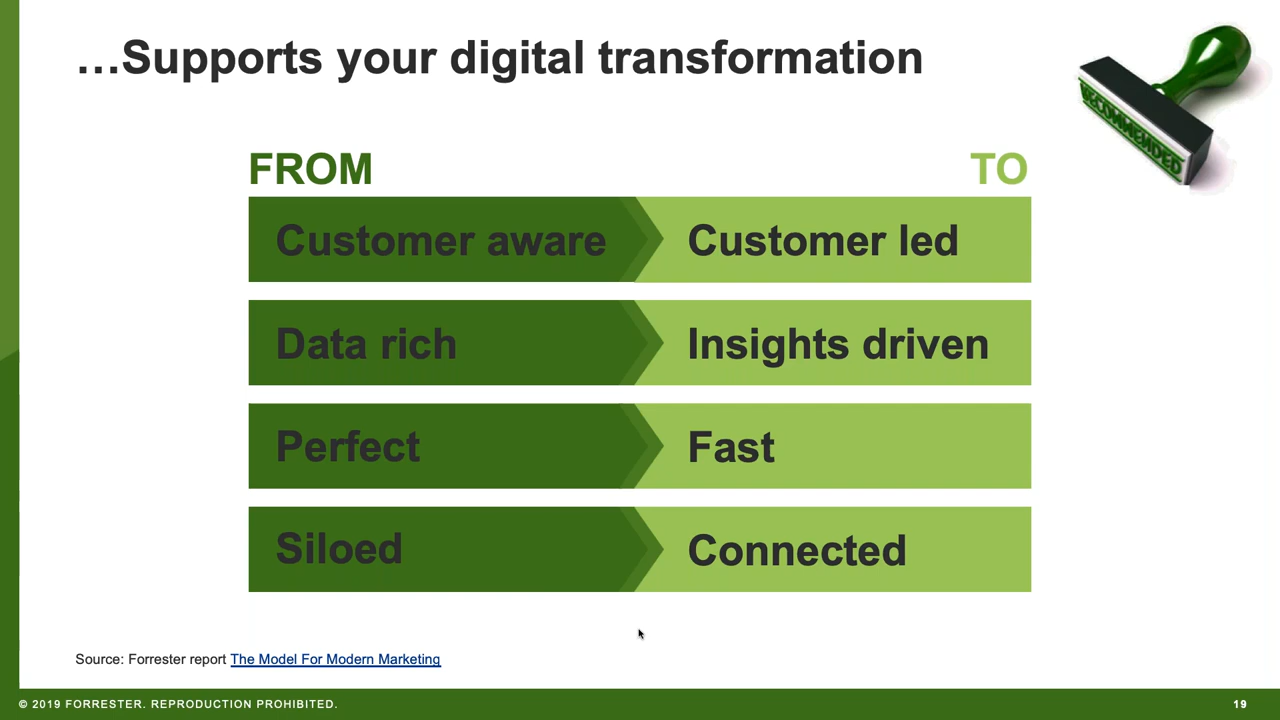 …Supports your digital transformation
RECOMMENDED
FROM
TO
Customer aware
Customer led
Data rich
Insights driven
Perfect
Fast
Siloed
Connected
Source: Forrester report The Model For Modern Marketing
© 2019 FORRESTER. REPRODUCTION PROHIBITED.
19